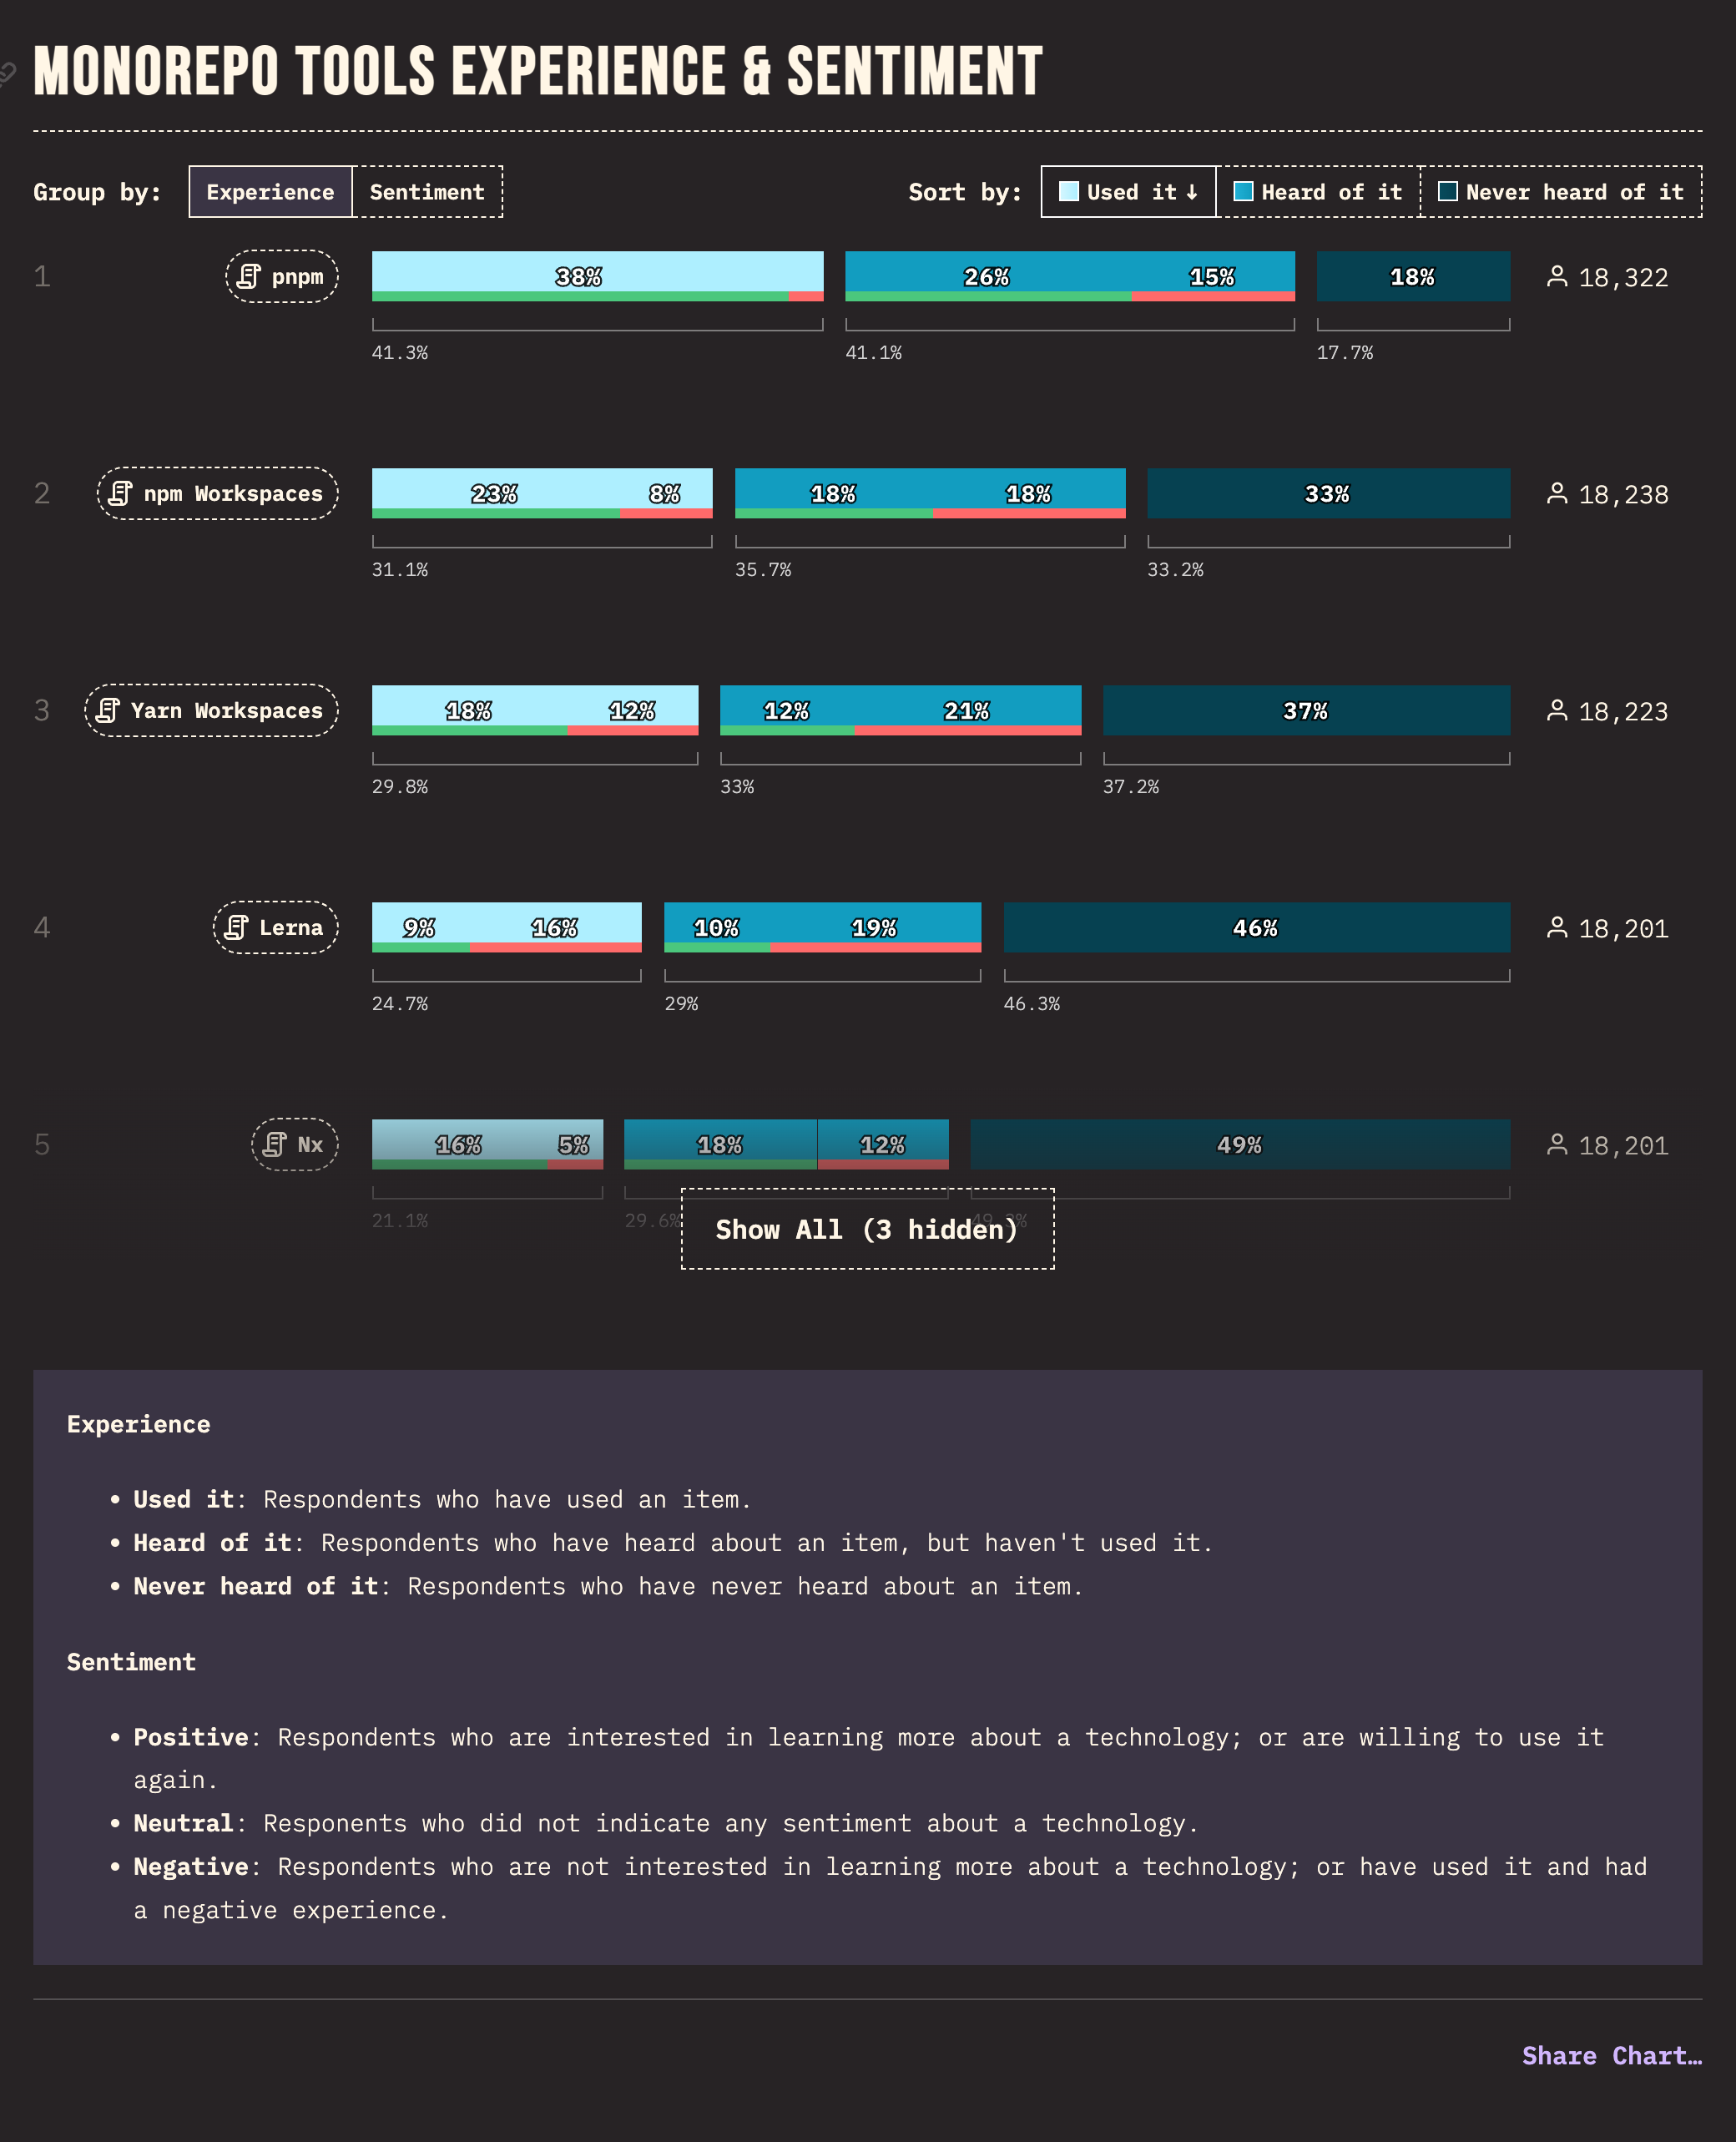 MONOREPO TOOLS EXPERIENCE & SENTIMENT
Group by: Experience Sentiment Sort by: Used it ↓ Heard of it Never heard of it
1 pnpm 38% 26% 15% 18% 18,322
41.3% 41.1% 17.7%
2 npm Workspaces 23% 8% 18% 18% 33% 18,238
31.1% 35.7% 33.2%
3 Yarn Workspaces 18% 12% 12% 21% 37% 18,223
29.8% 33% 37.2%
4 Lerna 9% 16% 10% 19% 46% 18,201
24.7% 29% 46.3%
5 Nx 16% 5% 18% 12% 49% 18,201
21.1% 29.6%
Show All (3 hidden)
Experience
• Used it: Respondents who have used an item.
• Heard of it: Respondents who have heard about an item, but haven't used it.
• Never heard of it: Respondents who have never heard about an item.
Sentiment
• Positive: Respondents who are interested in learning more about a technology; or are willing to use it
again.
• Neutral: Responents who did not indicate any sentiment about a technology.
• Negative: Respondents who are not interested in learning more about a technology; or have used it and had
a negative experience.
Share Chart…